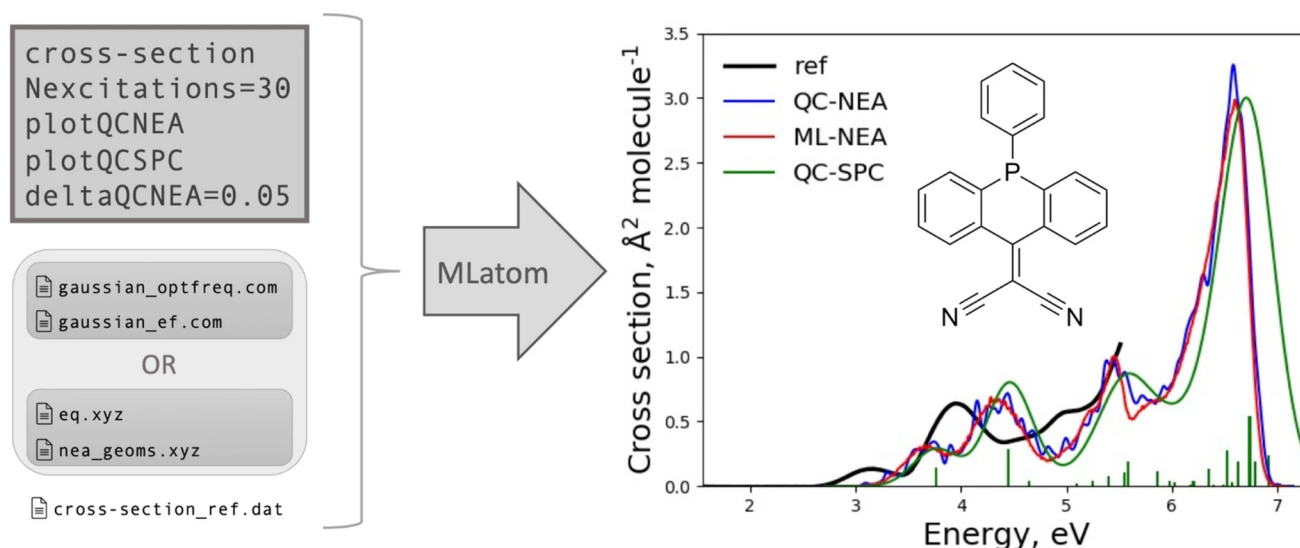 cross-section
Nexcitations=30
plotQCNEA
plotQCSPC
deltaQCNEA=0.05
gaussian_optfreq.com
gaussian_ef.com
OR
eq.xyz
nea_geoms.xyz
cross-section_ref.dat
MLatom
Cross section, Å² molecule⁻¹
3.5
3.0
2.5
2.0
1.5
1.0
0.5
0.0
ref
QC-NEA
ML-NEA
QC-SPC
P
N N
2 3 4 5 6 7
Energy, eV